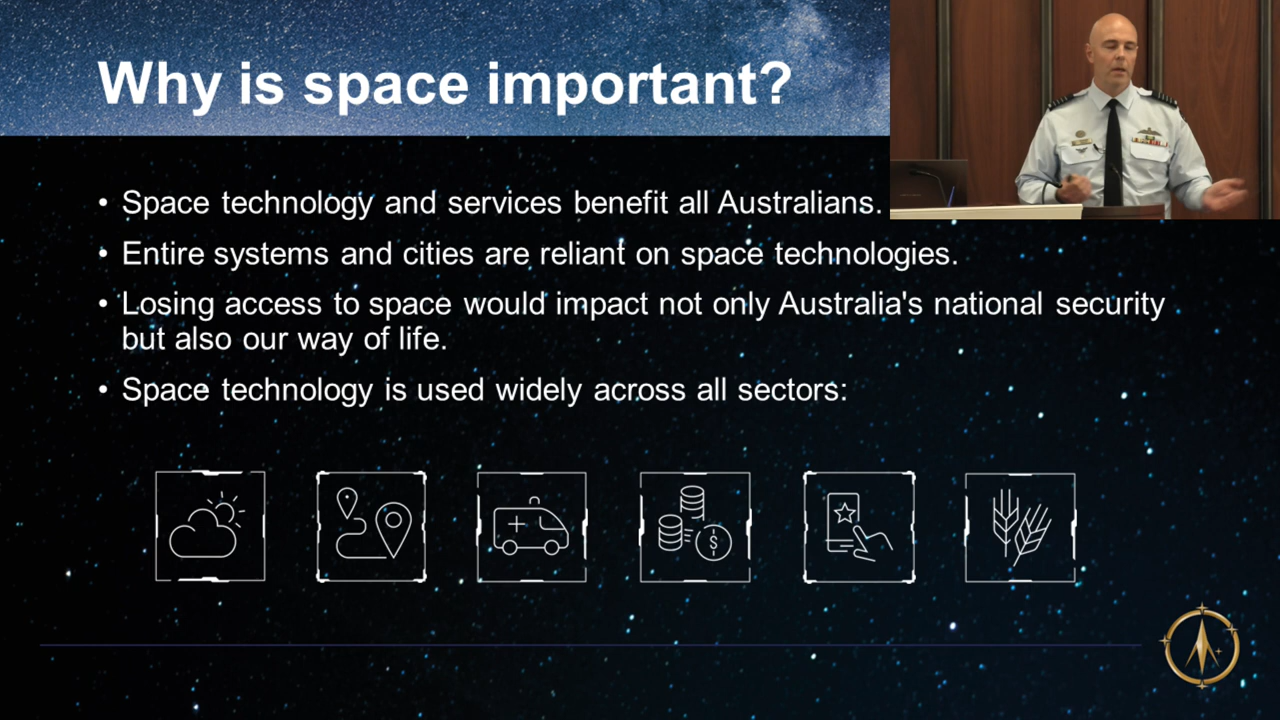 Why is space important?
• Space technology and services benefit all Australians.
• Entire systems and cities are reliant on space technologies.
• Losing access to space would impact not only Australia's national security
but also our way of life.
• Space technology is used widely across all sectors:
$